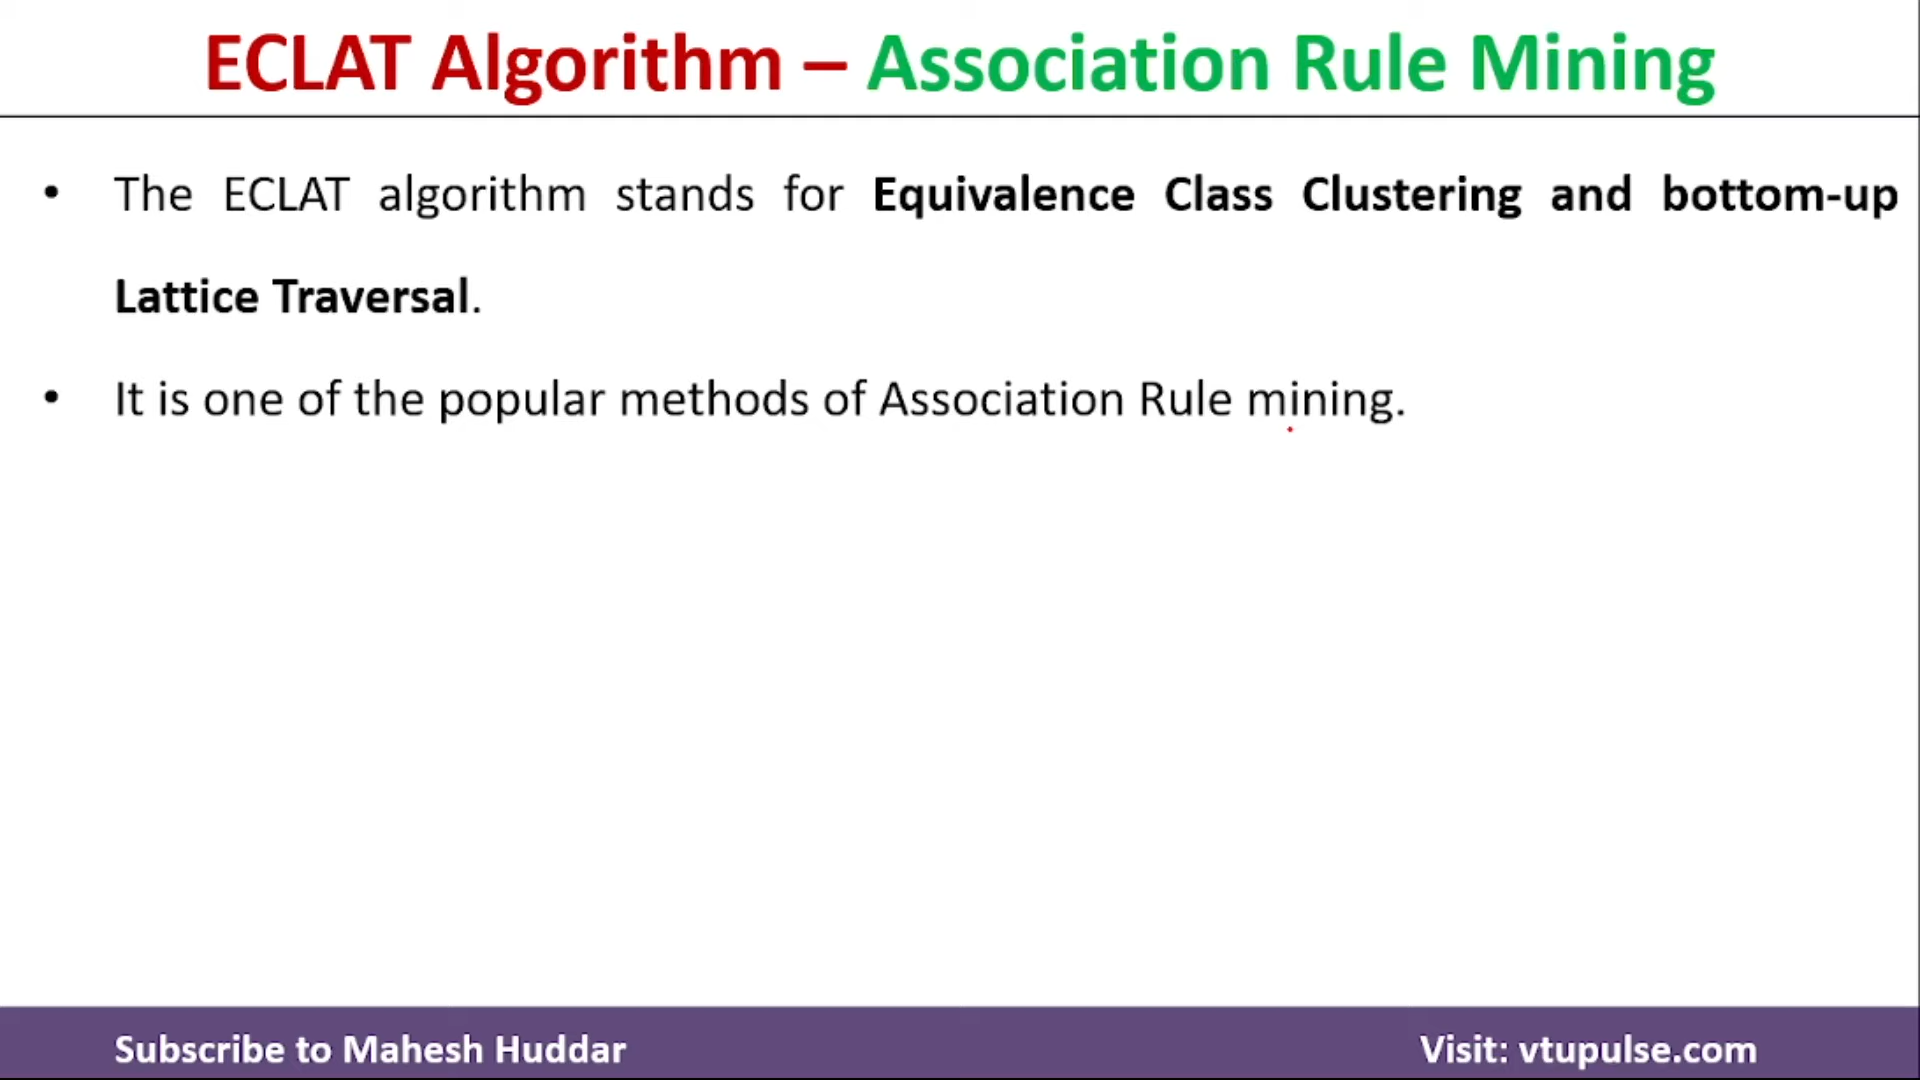 ECLAT Algorithm – Association Rule Mining
• The ECLAT algorithm stands for Equivalence Class Clustering and bottom-up
Lattice Traversal.
• It is one of the popular methods of Association Rule mining.
Subscribe to Mahesh Huddar
Visit: vtupulse.com